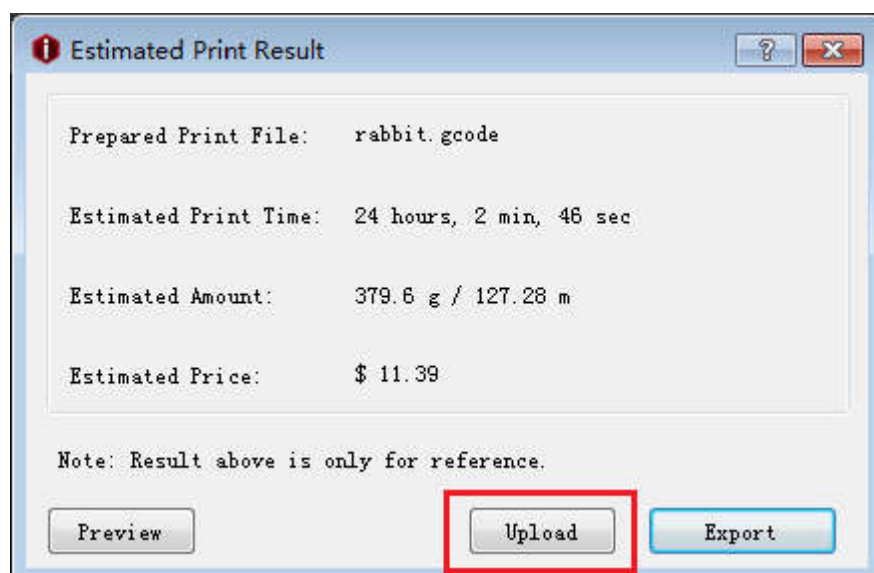 Estimated Print Result
Prepared Print File: rabbit.gcode
Estimated Print Time: 24 hours, 2 min, 46 sec
Estimated Amount: 379.6 g / 127.28 m
Estimated Price: $ 11.39
Note: Result above is only for reference.
Preview Upload Export